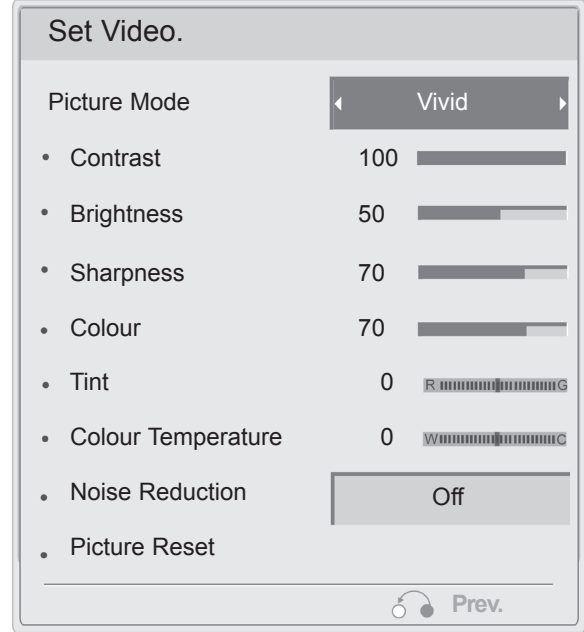 Set Video.
Picture Mode Vivid
• Contrast 100
• Brightness 50
• Sharpness 70
• Colour 70
• Tint 0 R G
• Colour Temperature 0 W C
• Noise Reduction Off
• Picture Reset
Prev.